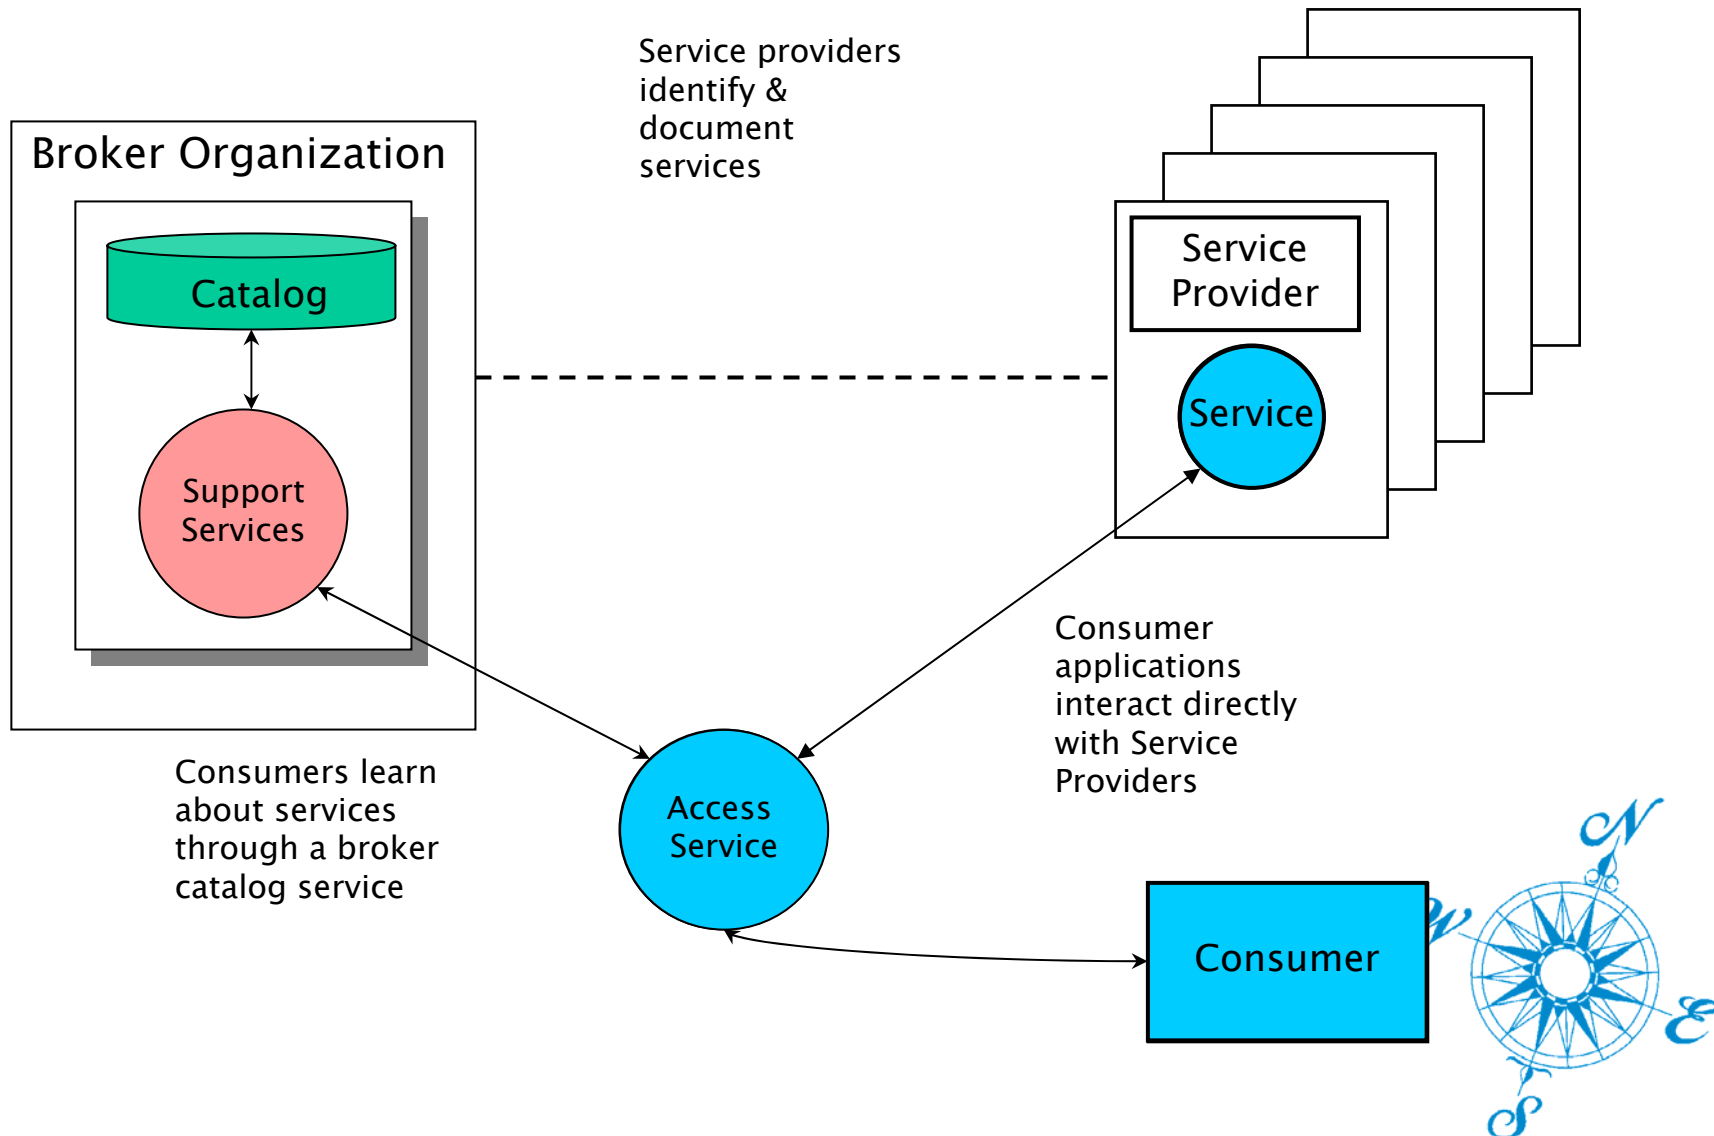 Service providers
identify &
document
services
Broker Organization
Catalog
Support
Services
Service
Provider
Service
Consumer
applications
interact directly
with Service
Providers
Consumers learn
about services
through a broker
catalog service
Access
Service
Consumer
N
W
E
S